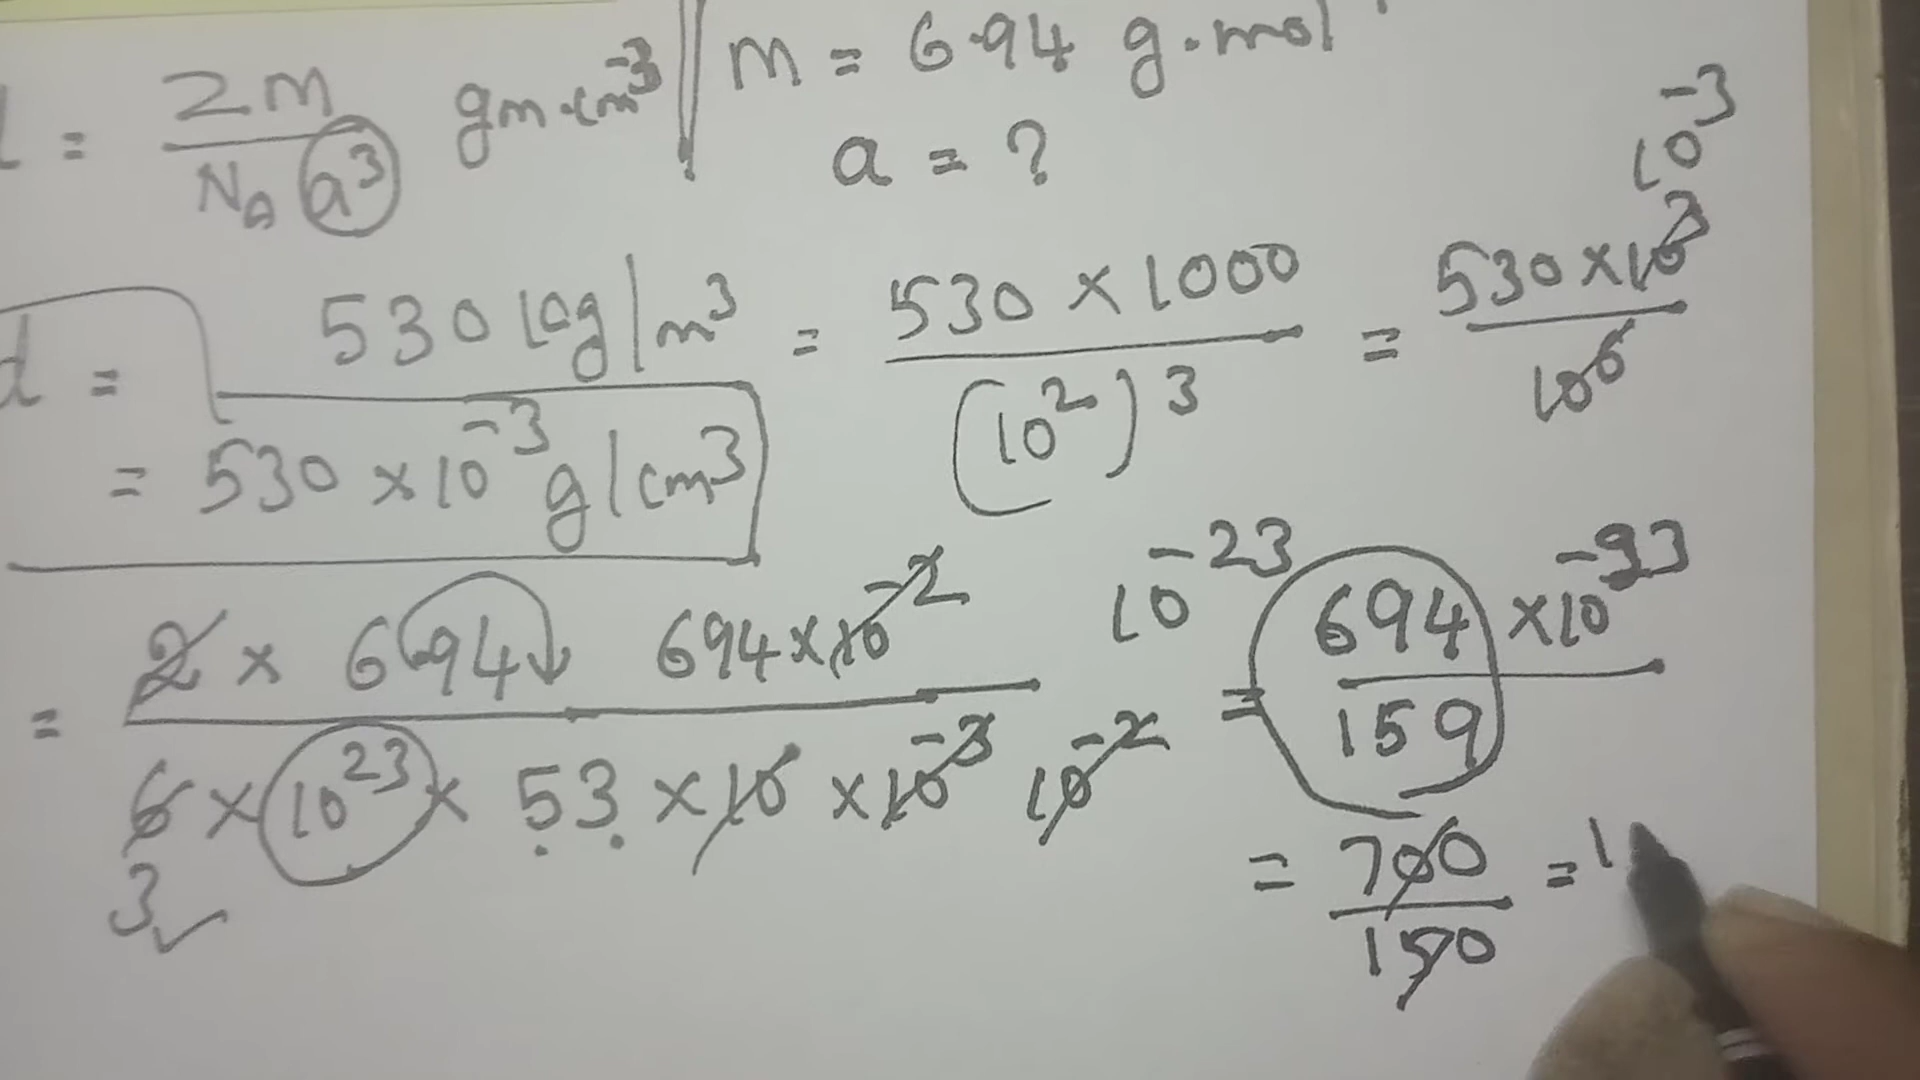 = ZM / N_A a³ gm·cm⁻³ || m = 6.94 g·mol
a = ?
d = 530 kg/m³ = 530 × 1000 / (10²)³ = 530 × 10³ / 10⁶ 10⁻³
= 530 × 10⁻³ g/cm³
= 2 × 6.94 694 × 10⁻² / 6 × 10²³ × 53 × 10 × 10⁻³ 10⁻² 10⁻²³ = 694 × 10⁻²³ / 159
3
= 700 / 150 = 1